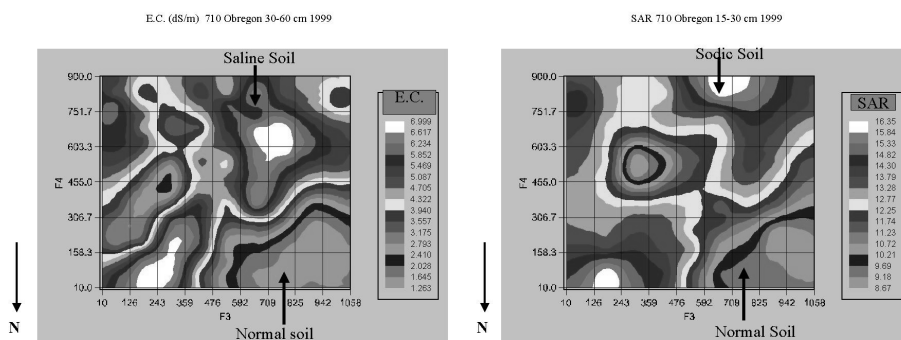 E.C. (dS/m) 710 Obregon 30-60 cm 1999
Saline Soil
900.0
751.7
603.3
455.0
306.7
158.3
10.0
F4
10 126 243 359 476 592 709 825 942 1058
F3
Normal soil
N
E.C.
6.999
6.617
6.234
5.852
5.469
5.087
4.705
4.322
3.940
3.557
3.175
2.793
2.410
2.028
1.645
1.263
SAR 710 Obregon 15-30 cm 1999
Sodic Soil
900.0
751.7
603.3
455.0
306.7
158.3
10.0
F4
10 126 243 359 476 592 709 825 942 1058
F3
Normal Soil
N
SAR
16.35
15.84
15.33
14.82
14.30
13.79
13.28
12.77
12.25
11.74
11.23
10.72
10.21
9.69
9.18
8.67